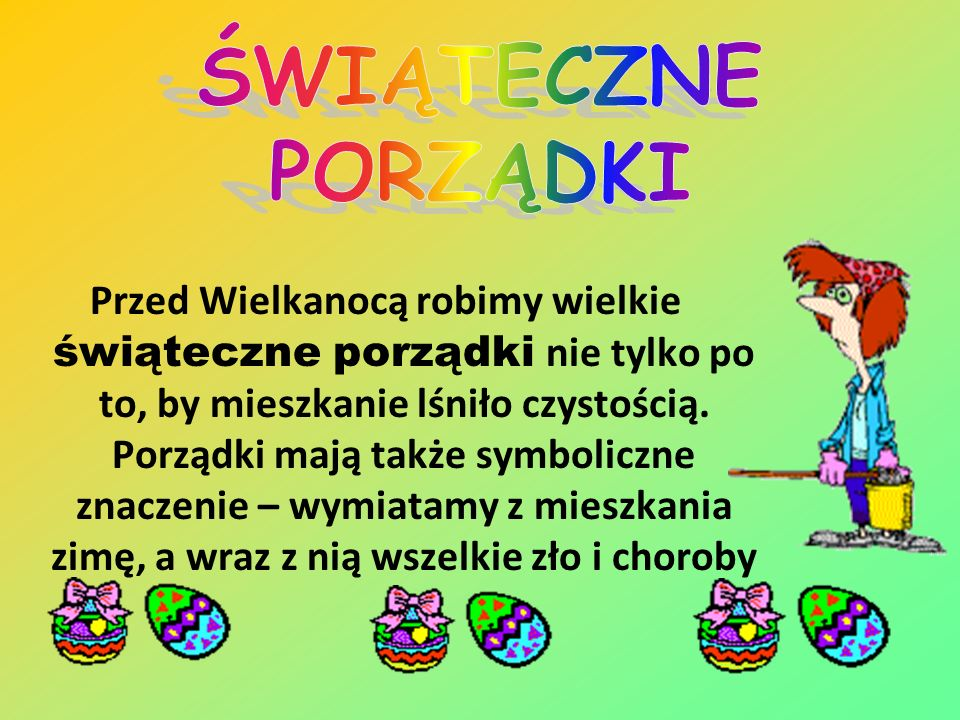 ŚWIĄTECZNE
PORZĄDKI
Przed Wielkanocą robimy wielkie
świąteczne porządki nie tylko po
to, by mieszkanie lśniło czystością.
Porządki mają także symboliczne
znaczenie – wymiatamy z mieszkania
zimę, a wraz z nią wszelkie zło i choroby